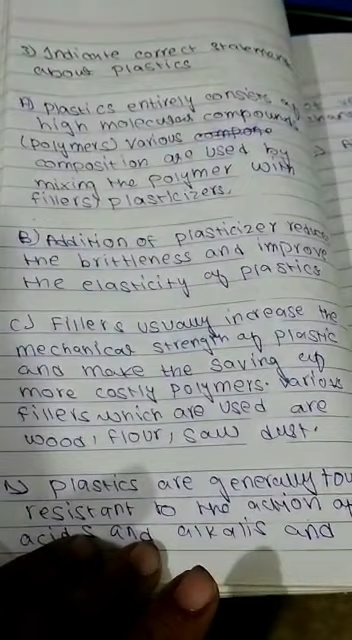 3) Indicate correct statement
about plastics
A) Plastics entirely consists of
high molecular compounds
(polymers) various
composition are used by
mixing the polymer with
fillers, plasticizers.
B) Addition of plasticizer reduces
the brittleness and improve
the elasticity of plastics
C) Fillers usually increase the
mechanical strength of plastic
and make the saving of
more costly polymers. Various
fillers which are used are
wood, flour, saw dust.
plastics are generally tou
resistant to the action of
acids and alkalis and